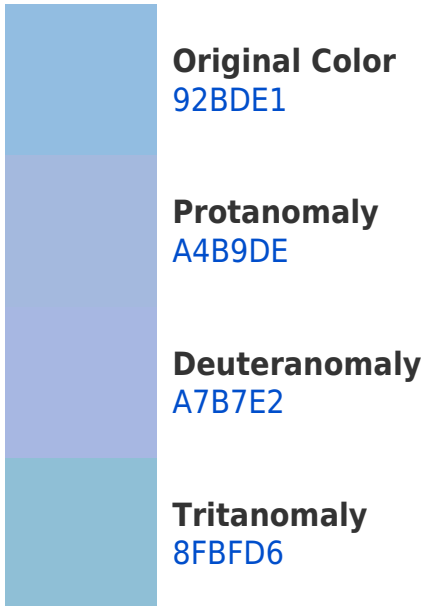 Original Color
92BDE1
Protanomaly
A4B9DE
Deuteranomaly
A7B7E2
Tritanomaly
8FBFD6